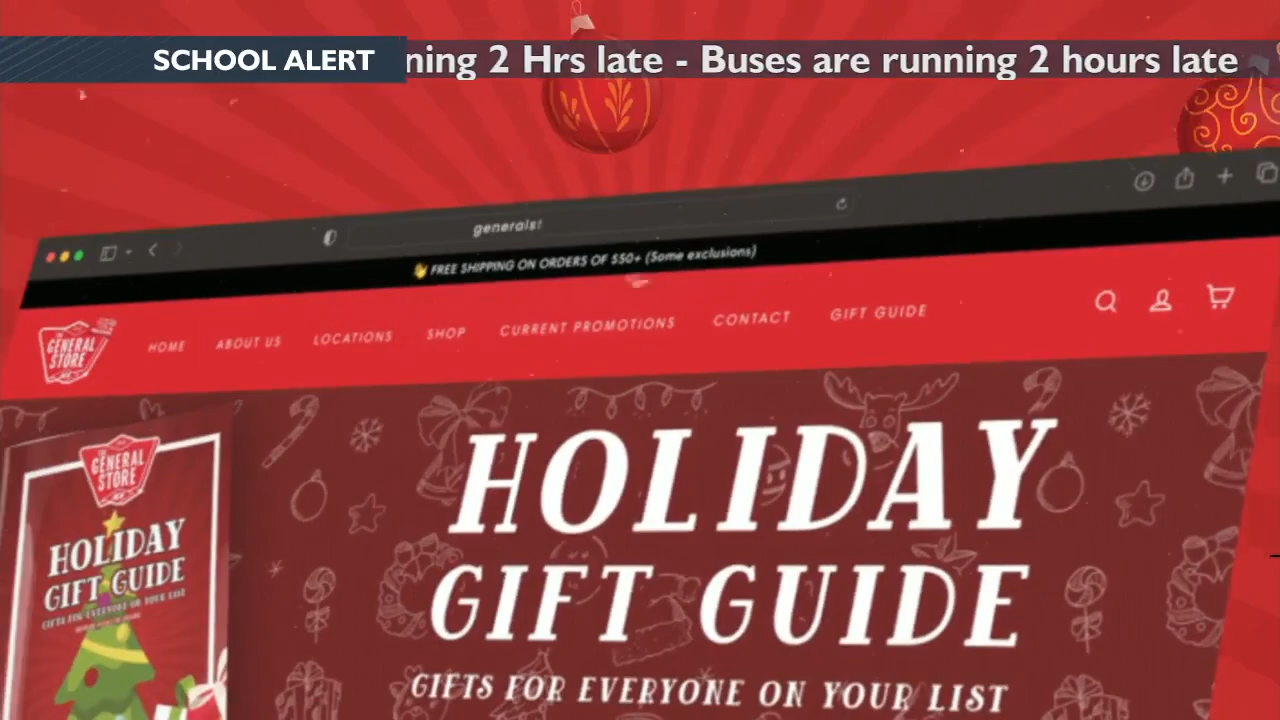 SCHOOL ALERT
ning 2 Hrs late - Buses are running 2 hours late
generals!
FREE SHIPPING ON ORDERS OF $50+ (Some exclusions)
THE GENERAL STORE
HOME ABOUT US LOCATIONS SHOP CURRENT PROMOTIONS CONTACT GIFT GUIDE
HOLIDAY
GIFT GUIDE
GIFTS FOR EVERYONE ON YOUR LIST
THE
GENERAL
STORE
HOLIDAY
GIFT GUIDE
GIFTS FOR EVERYONE ON YOUR LIST